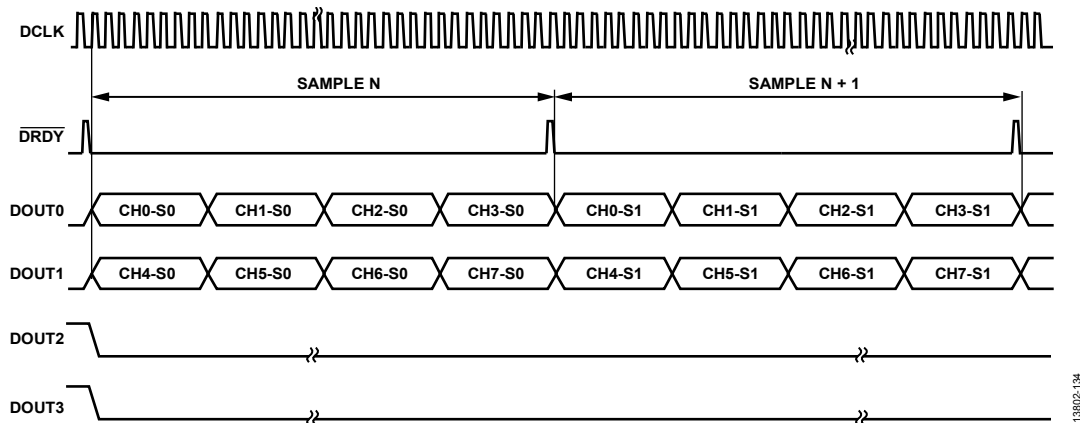 DCLK
SAMPLE N SAMPLE N + 1
DRDY
DOUT0 CH0-S0 CH1-S0 CH2-S0 CH3-S0 CH0-S1 CH1-S1 CH2-S1 CH3-S1
DOUT1 CH4-S0 CH5-S0 CH6-S0 CH7-S0 CH4-S1 CH5-S1 CH6-S1 CH7-S1
DOUT2
DOUT3
13802-134